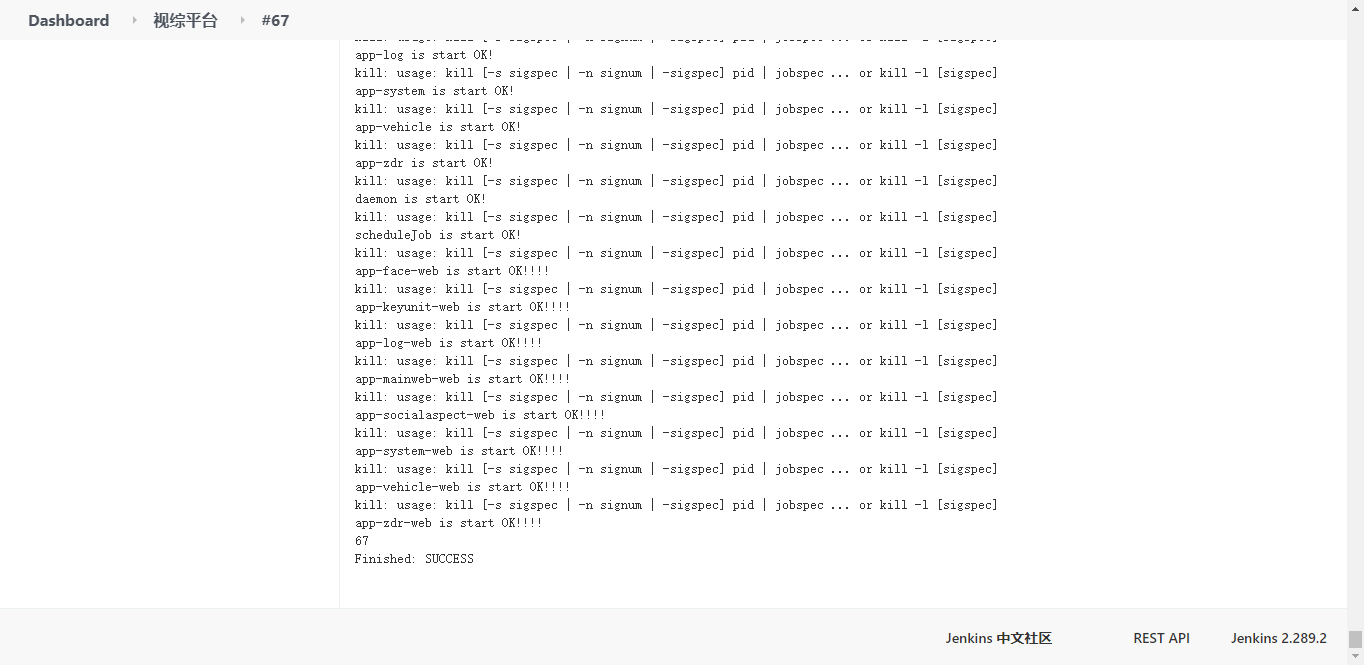 Dashboard 视综平台 #67
app-log is start OK!
kill: usage: kill [-s sigspec | -n signum | -sigspec] pid | jobspec ... or kill -l [sigspec]
app-system is start OK!
kill: usage: kill [-s sigspec | -n signum | -sigspec] pid | jobspec ... or kill -l [sigspec]
app-vehicle is start OK!
kill: usage: kill [-s sigspec | -n signum | -sigspec] pid | jobspec ... or kill -l [sigspec]
app-zdr is start OK!
kill: usage: kill [-s sigspec | -n signum | -sigspec] pid | jobspec ... or kill -l [sigspec]
daemon is start OK!
kill: usage: kill [-s sigspec | -n signum | -sigspec] pid | jobspec ... or kill -l [sigspec]
scheduleJob is start OK!
kill: usage: kill [-s sigspec | -n signum | -sigspec] pid | jobspec ... or kill -l [sigspec]
app-face-web is start OK!!!!
kill: usage: kill [-s sigspec | -n signum | -sigspec] pid | jobspec ... or kill -l [sigspec]
app-keyunit-web is start OK!!!!
kill: usage: kill [-s sigspec | -n signum | -sigspec] pid | jobspec ... or kill -l [sigspec]
app-log-web is start OK!!!!
kill: usage: kill [-s sigspec | -n signum | -sigspec] pid | jobspec ... or kill -l [sigspec]
app-mainweb-web is start OK!!!!
kill: usage: kill [-s sigspec | -n signum | -sigspec] pid | jobspec ... or kill -l [sigspec]
app-socialaspect-web is start OK!!!!
kill: usage: kill [-s sigspec | -n signum | -sigspec] pid | jobspec ... or kill -l [sigspec]
app-system-web is start OK!!!!
kill: usage: kill [-s sigspec | -n signum | -sigspec] pid | jobspec ... or kill -l [sigspec]
app-vehicle-web is start OK!!!!
kill: usage: kill [-s sigspec | -n signum | -sigspec] pid | jobspec ... or kill -l [sigspec]
app-zdr-web is start OK!!!!
67
Finished: SUCCESS
Jenkins 中文社区 REST API Jenkins 2.289.2